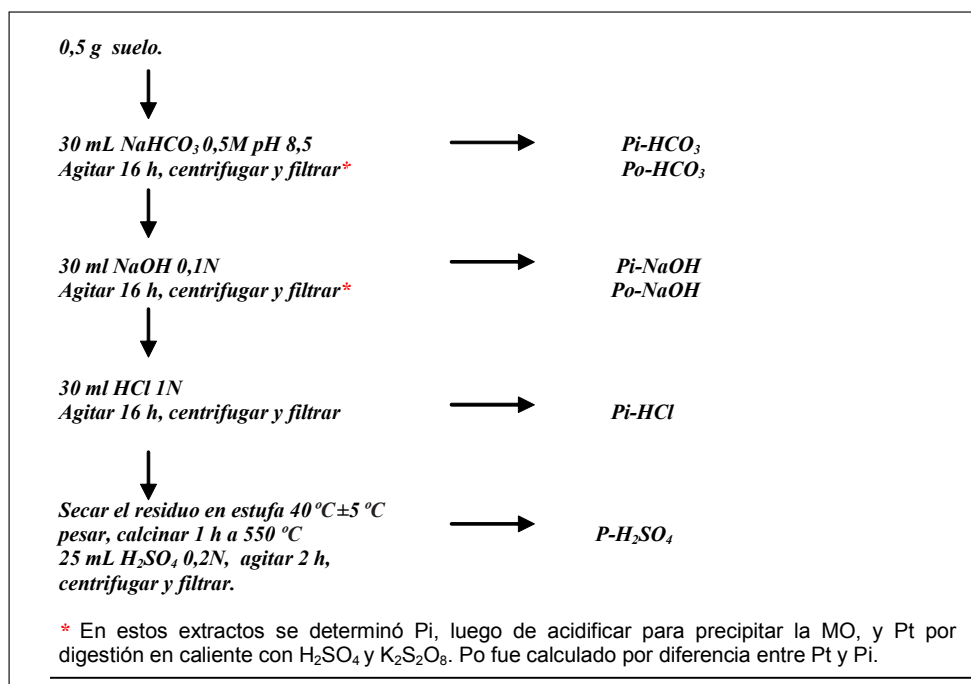 0,5 g suelo.
30 mL NaHCO₃ 0,5M pH 8,5
Agitar 16 h, centrifugar y filtrar*
Pi-HCO₃
Po-HCO₃
30 ml NaOH 0,1N
Agitar 16 h, centrifugar y filtrar*
Pi-NaOH
Po-NaOH
30 ml HCl 1N
Agitar 16 h, centrifugar y filtrar
Pi-HCl
Secar el residuo en estufa 40 ºC±5 ºC
pesar, calcinar 1 h a 550 ºC
25 mL H₂SO₄ 0,2N, agitar 2 h,
centrifugar y filtrar.
P-H₂SO₄
* En estos extractos se determinó Pi, luego de acidificar para precipitar la MO, y Pt por
digestión en caliente con H₂SO₄ y K₂S₂O₈. Po fue calculado por diferencia entre Pt y Pi.